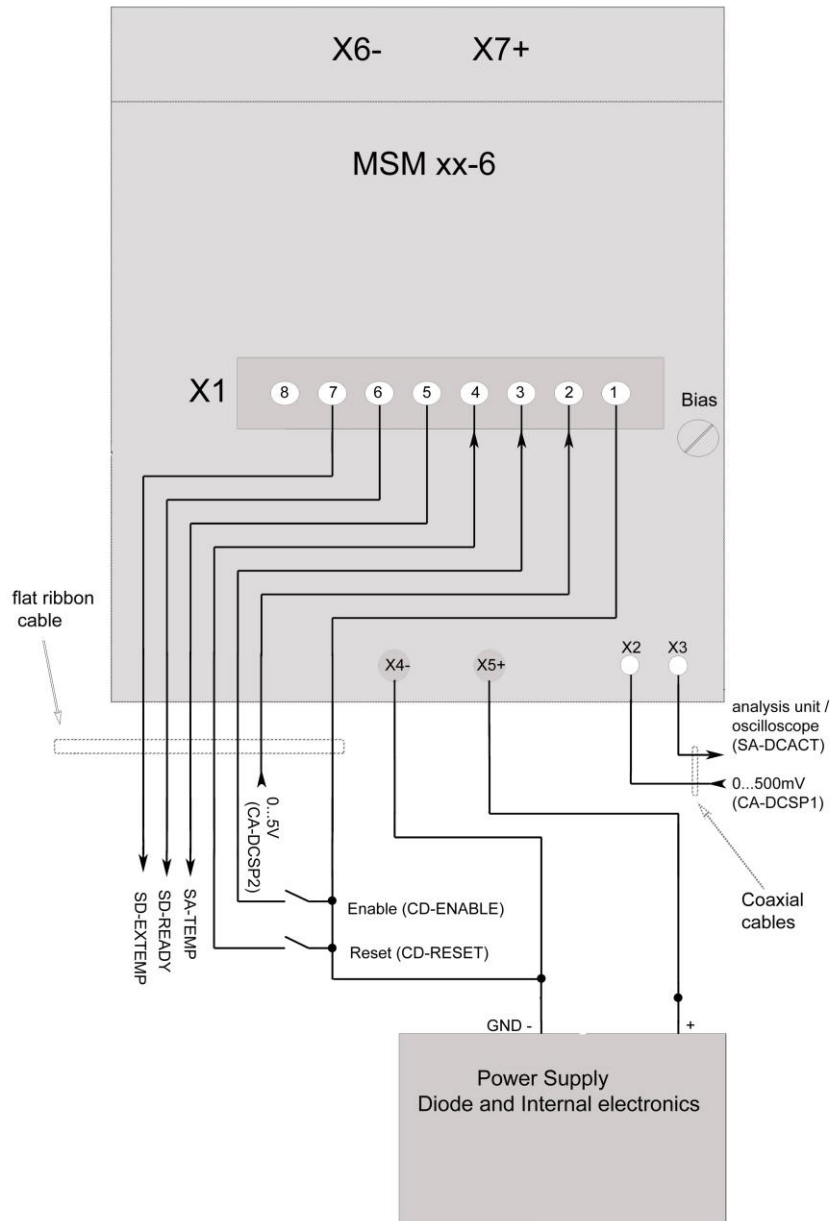 X6- X7+
MSM xx-6
X1
8 7 6 5 4 3 2 1
Bias
flat ribbon
cable
X4- X5+
X2 X3
analysis unit /
oscilloscope
(SA-DCACT)
0...500mV
(CA-DCSP1)
Coaxial
cables
SD-EXTEMP
SD-READY
SA-TEMP
0...5V
(CA-DCSP2)
Enable (CD-ENABLE)
Reset (CD-RESET)
GND - +
Power Supply
Diode and Internal electronics